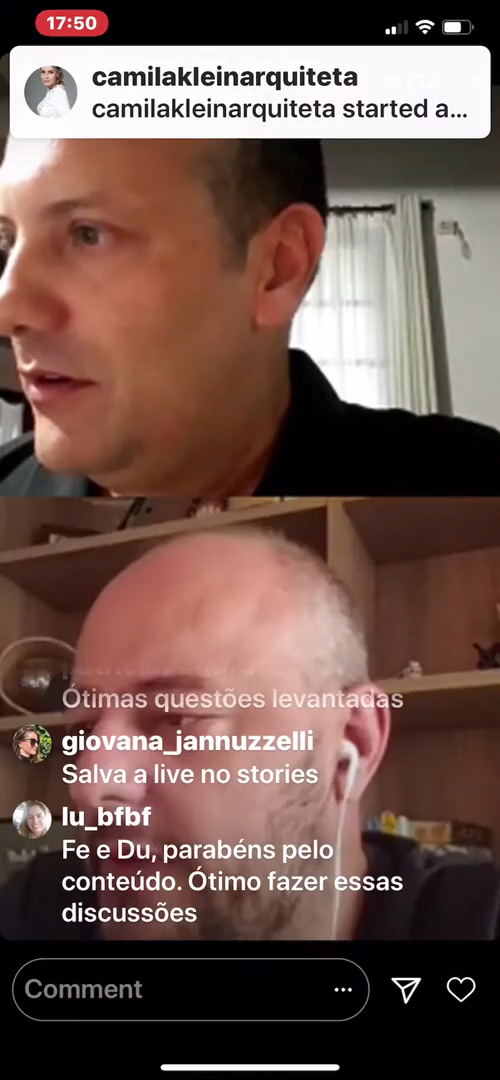 17:50
camilakleinarquiteta
camilakleinarquiteta started a...
Ótimas questões levantadas
giovana_jannuzzelli
Salva a live no stories
lu_bfbf
Fe e Du, parabéns pelo
conteúdo. Ótimo fazer essas
discussões
Comment